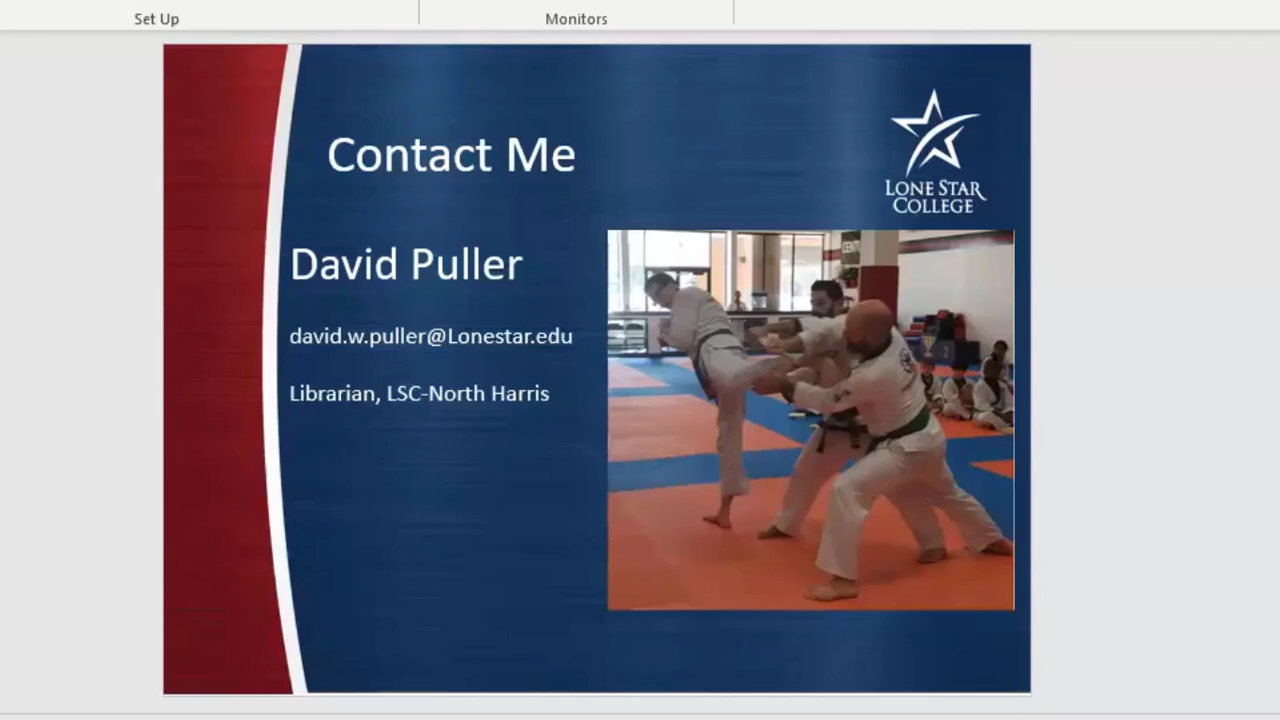 Set Up
Monitors
Contact Me
LONE STAR
COLLEGE
David Puller
david.w.puller@Lonestar.edu
Librarian, LSC-North Harris